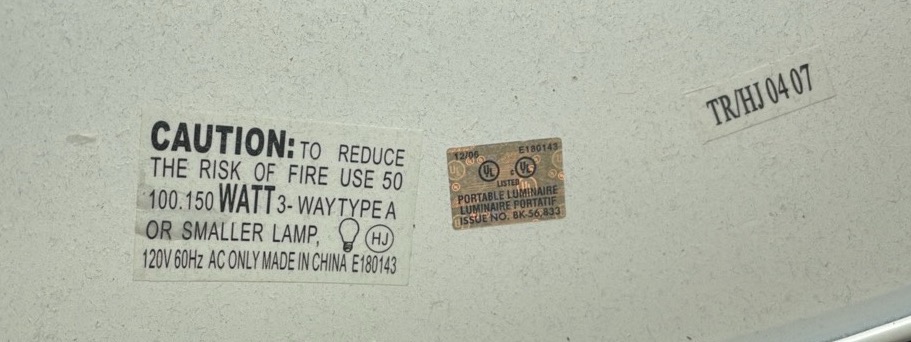 CAUTION: TO REDUCE
THE RISK OF FIRE USE 50
100.150 WATT 3-WAY TYPE A
OR SMALLER LAMP, HJ
120V 60Hz AC ONLY MADE IN CHINA E180143
12/06 E180143
UL c UL
LISTED
PORTABLE LUMINAIRE
LUMINAIRE PORTATIF
ISSUE NO. BK-56,833
TR/HJ 04 07